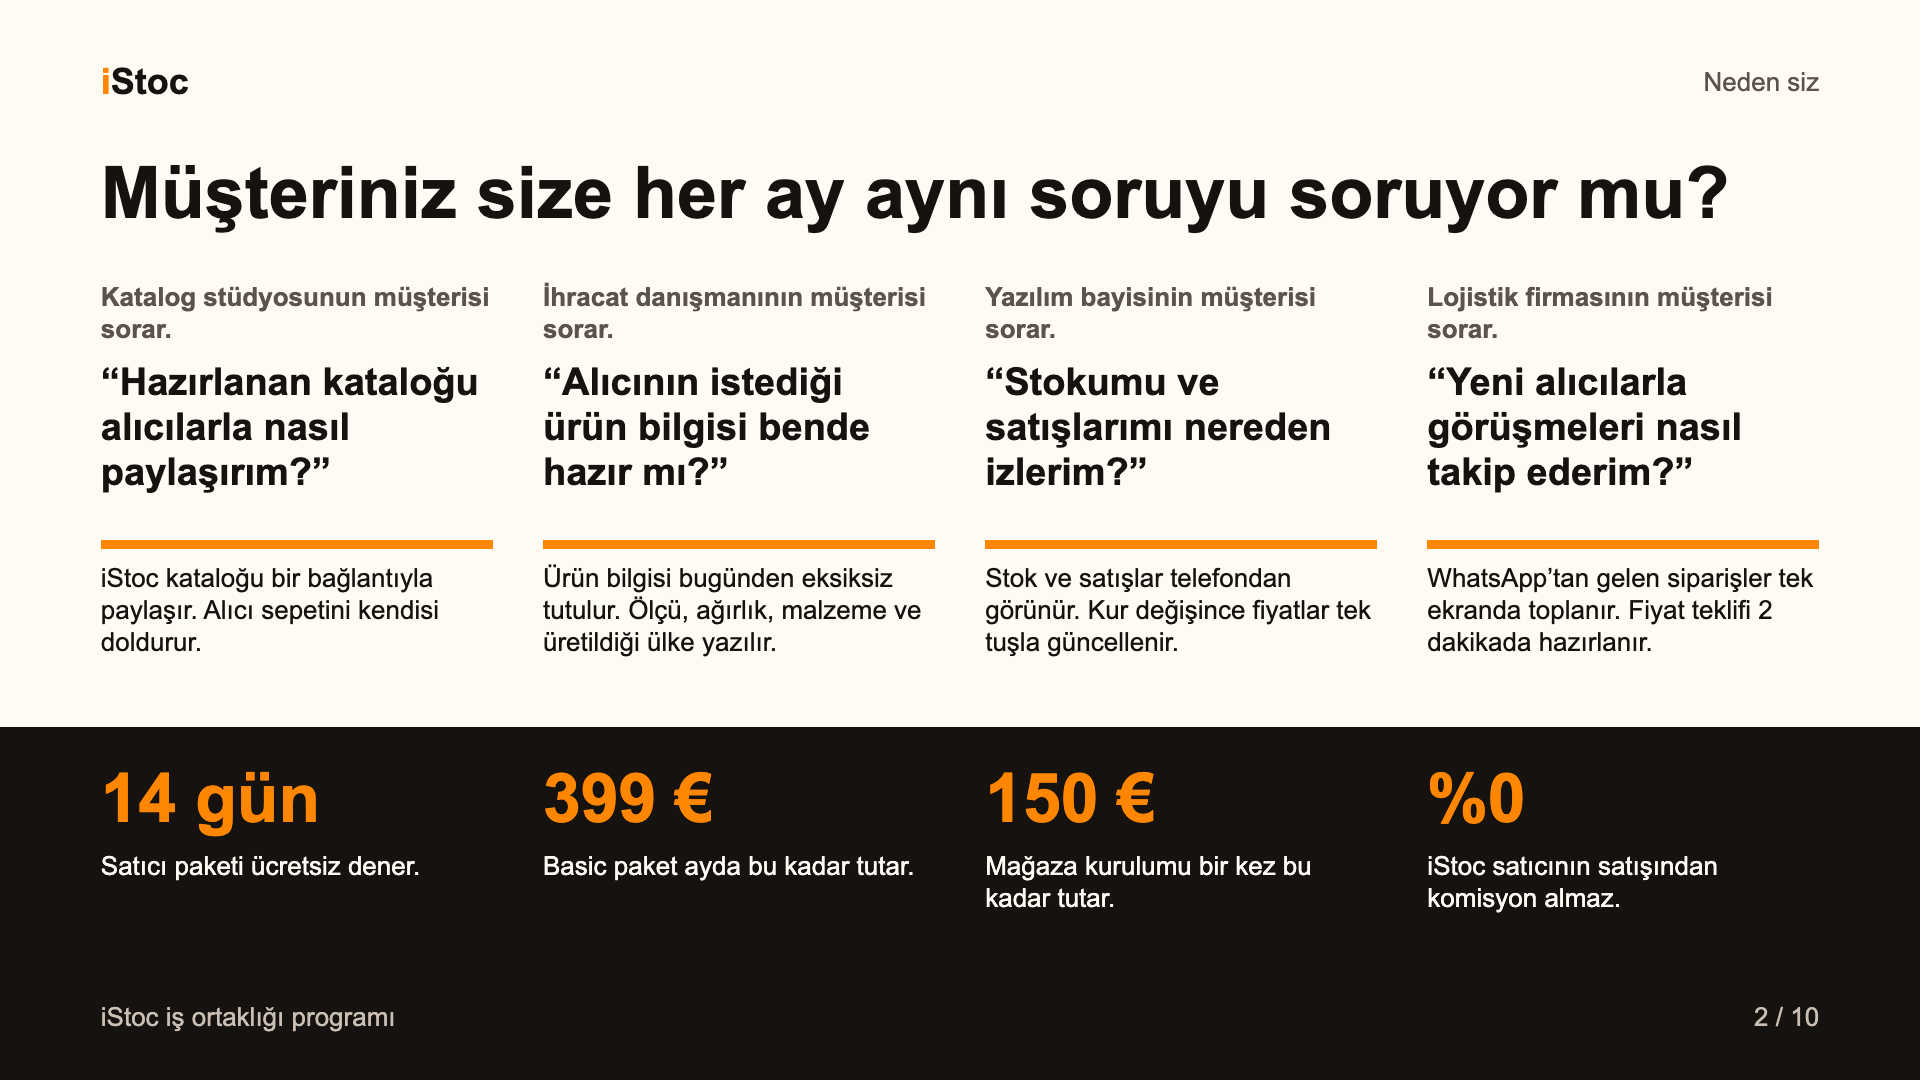 iStoc
Neden siz
Müşteriniz size her ay aynı soruyu soruyor mu?
Katalog stüdyosunun müşterisi
sorar.
“Hazırlanan kataloğu
alıcılarla nasıl
paylaşırım?”
iStoc kataloğu bir bağlantıyla
paylaşır. Alıcı sepetini kendisi
doldurur.
İhracat danışmanının müşterisi
sorar.
“Alıcının istediği
ürün bilgisi bende
hazır mı?”
Ürün bilgisi bugünden eksiksiz
tutulur. Ölçü, ağırlık, malzeme ve
üretildiği ülke yazılır.
Yazılım bayisinin müşterisi
sorar.
“Stokumu ve
satışlarımı nereden
izlerim?”
Stok ve satışlar telefondan
görünür. Kur değişince fiyatlar tek
tuşla güncellenir.
Lojistik firmasının müşterisi
sorar.
“Yeni alıcılarla
görüşmeleri nasıl
takip ederim?”
WhatsApp’tan gelen siparişler tek
ekranda toplanır. Fiyat teklifi 2
dakikada hazırlanır.
14 gün
Satıcı paketi ücretsiz dener.
399 €
Basic paket ayda bu kadar tutar.
150 €
Mağaza kurulumu bir kez bu
kadar tutar.
%0
iStoc satıcının satışından
komisyon almaz.
iStoc iş ortaklığı programı
2 / 10